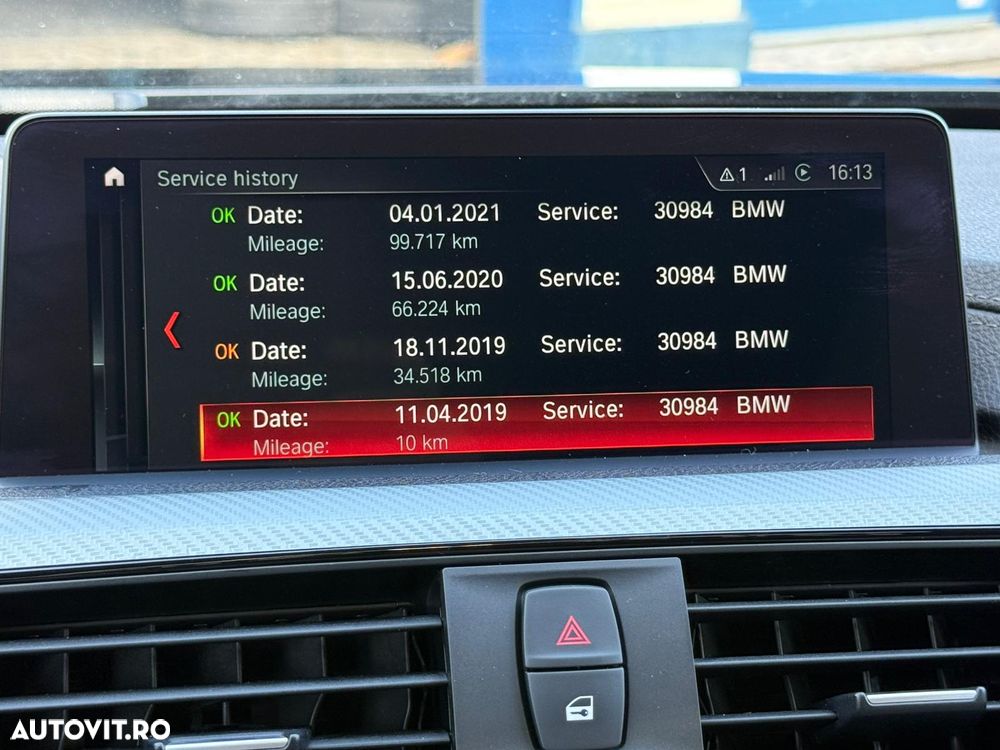 Service history 1 16:13
OK Date: 04.01.2021 Service: 30984 BMW
Mileage: 99.717 km
OK Date: 15.06.2020 Service: 30984 BMW
Mileage: 66.224 km
OK Date: 18.11.2019 Service: 30984 BMW
Mileage: 34.518 km
OK Date: 11.04.2019 Service: 30984 BMW
Mileage: 10 km
AUTOVIT.RO